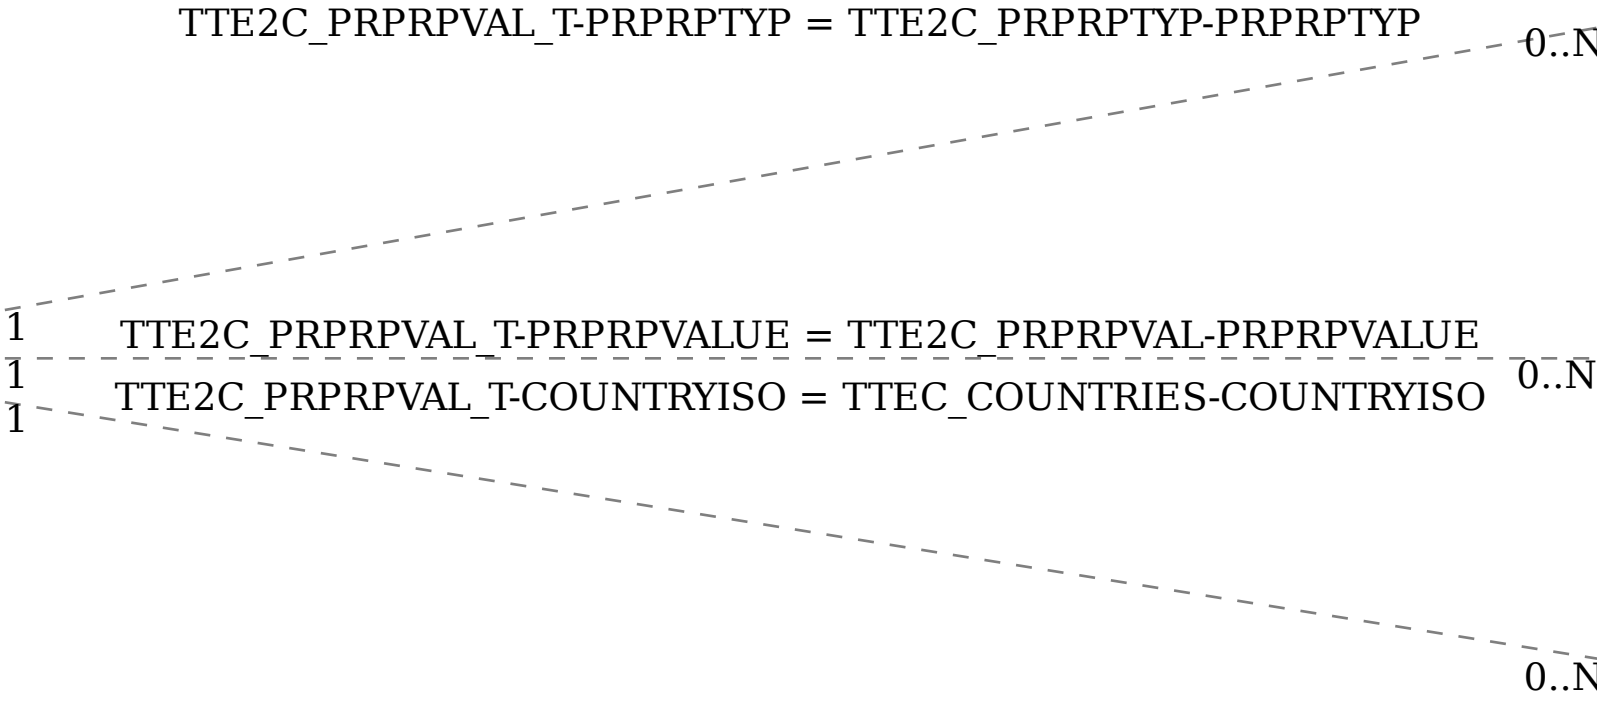 TTE2C_PRPRPVAL_T-PRPRPTYP = TTE2C_PRPRPTYP-PRPRPTYP
0..N
1
TTE2C_PRPRPVAL_T-PRPRPVALUE = TTE2C_PRPRPVAL-PRPRPVALUE
1
0..N
TTE2C_PRPRPVAL_T-COUNTRYISO = TTEC_COUNTRIES-COUNTRYISO
1
0..N